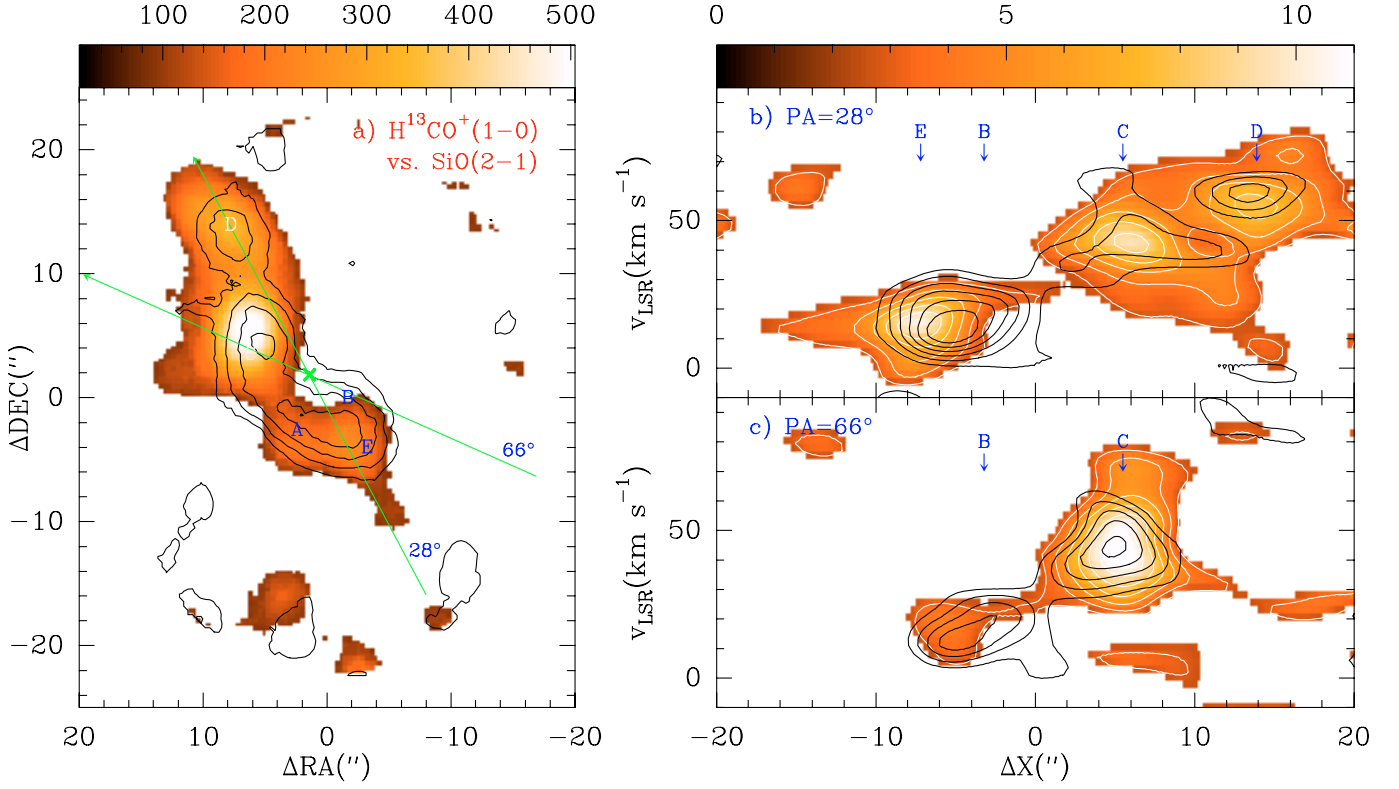 100 200 300 400 500
a) H¹³CO⁺(1−0)
vs. SiO(2−1)
D
A
B
E
66°
28°
20
10
0
−10
−20
ΔDEC(″)
20 10 0 −10 −20
ΔRA(″)
0 5 10
b) PA=28°
E B C D
50
0
v_LSR(km s⁻¹)
c) PA=66°
B C
50
0
v_LSR(km s⁻¹)
−20 −10 0 10 20
ΔX(″)